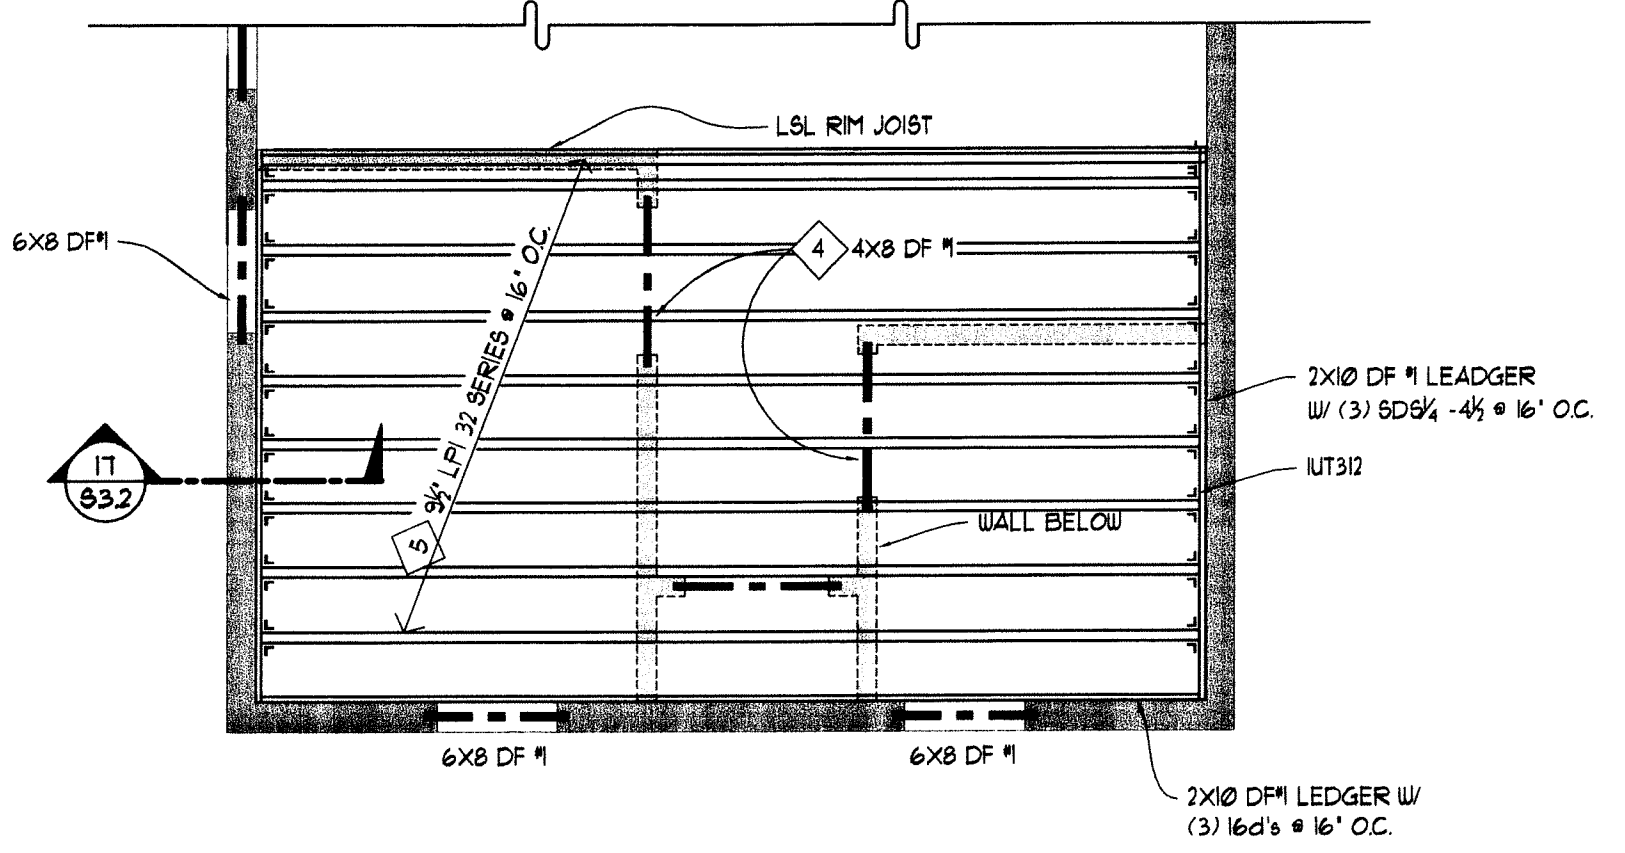 LSL RIM JOIST
6X8 DF#1
4
4X8 DF #1
9½" LPI 32 SERIES @ 16" O.C.
5
2X10 DF #1 LEADGER
W/ (3) SDS¼ -4½ @ 16" O.C.
17
S3.2
IUT312
WALL BELOW
6X8 DF #1
6X8 DF #1
2X10 DF#1 LEDGER W/
(3) 16d's @ 16" O.C.